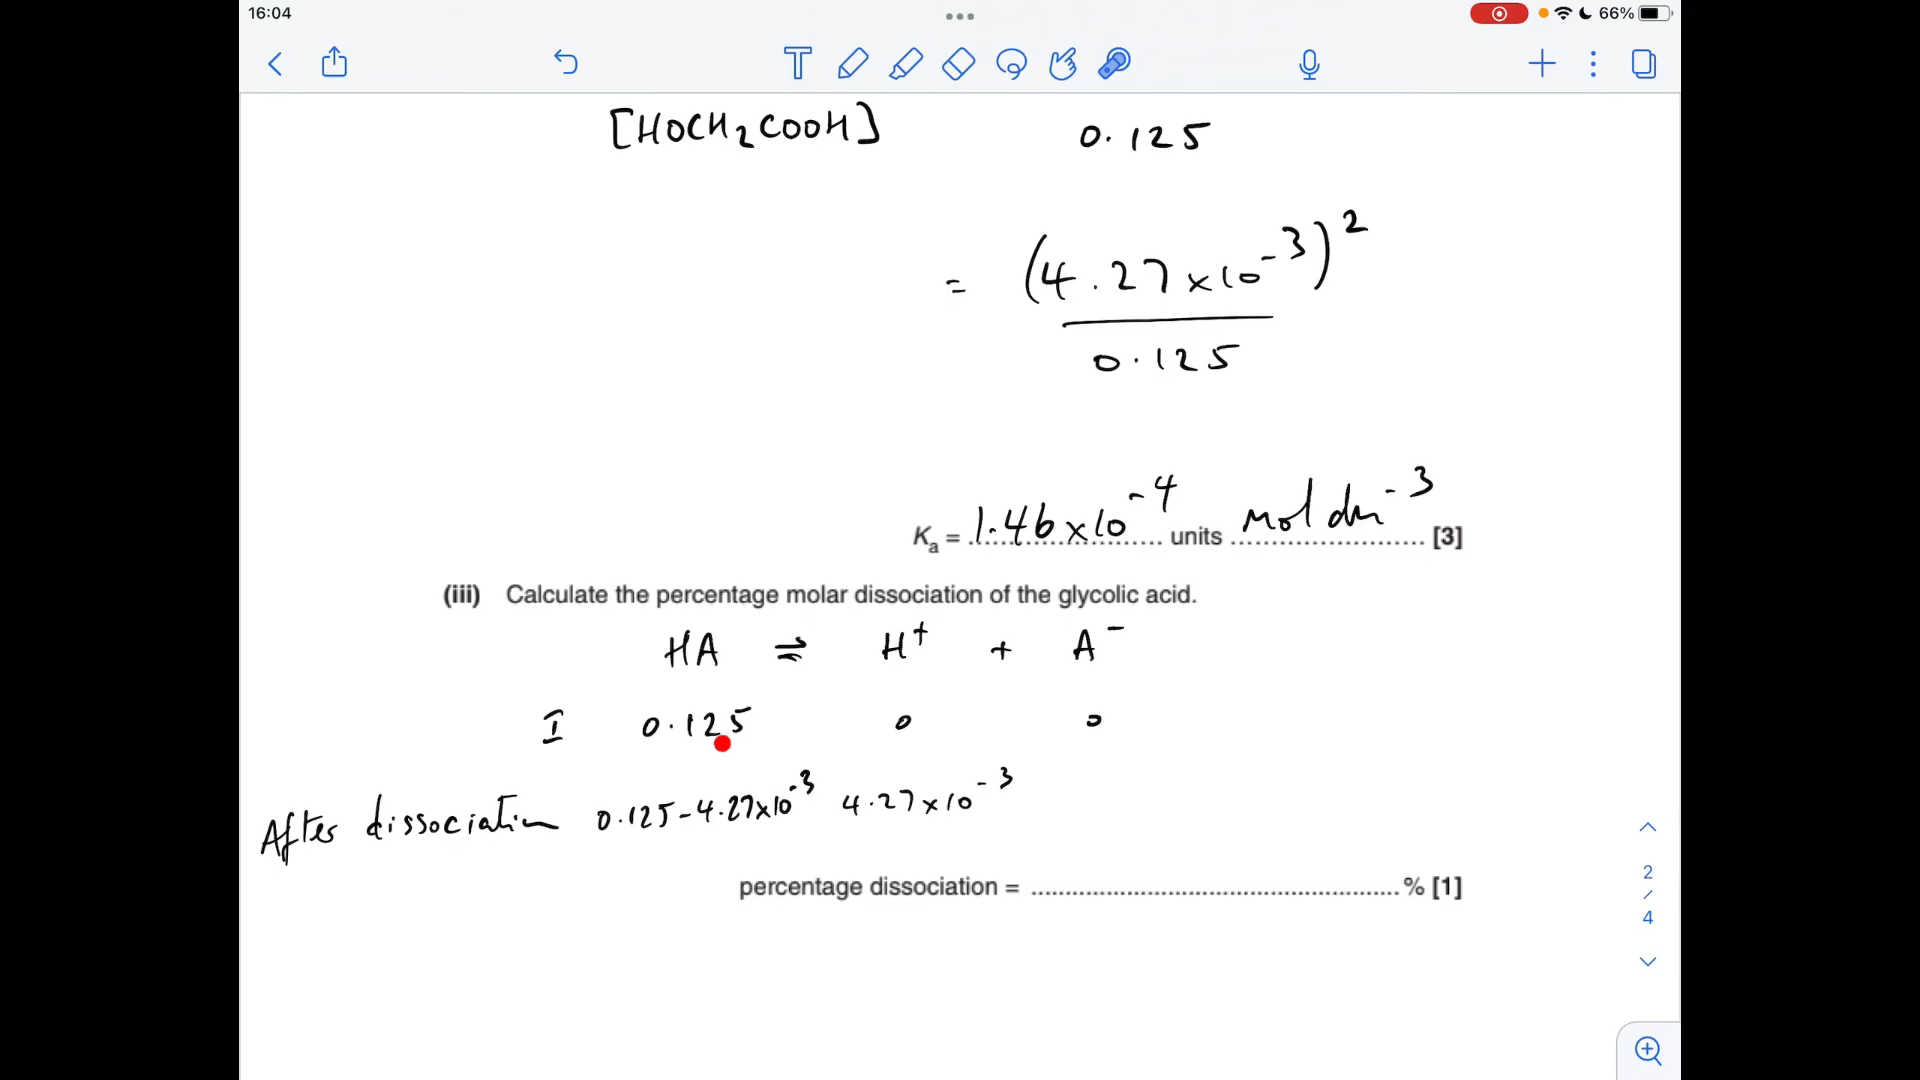 16:04
66%
[HOCH₂COOH] 0.125
= (4.27×10⁻³)²
0.125
Kₐ = 1.46×10⁻⁴ units mol dm⁻³ [3]
(iii) Calculate the percentage molar dissociation of the glycolic acid.
HA ⇌ H⁺ + A⁻
I 0.125 0 0
After dissociation 0.125-4.27×10⁻³ 4.27×10⁻³
percentage dissociation = ...................................................... % [1]
2
/
4